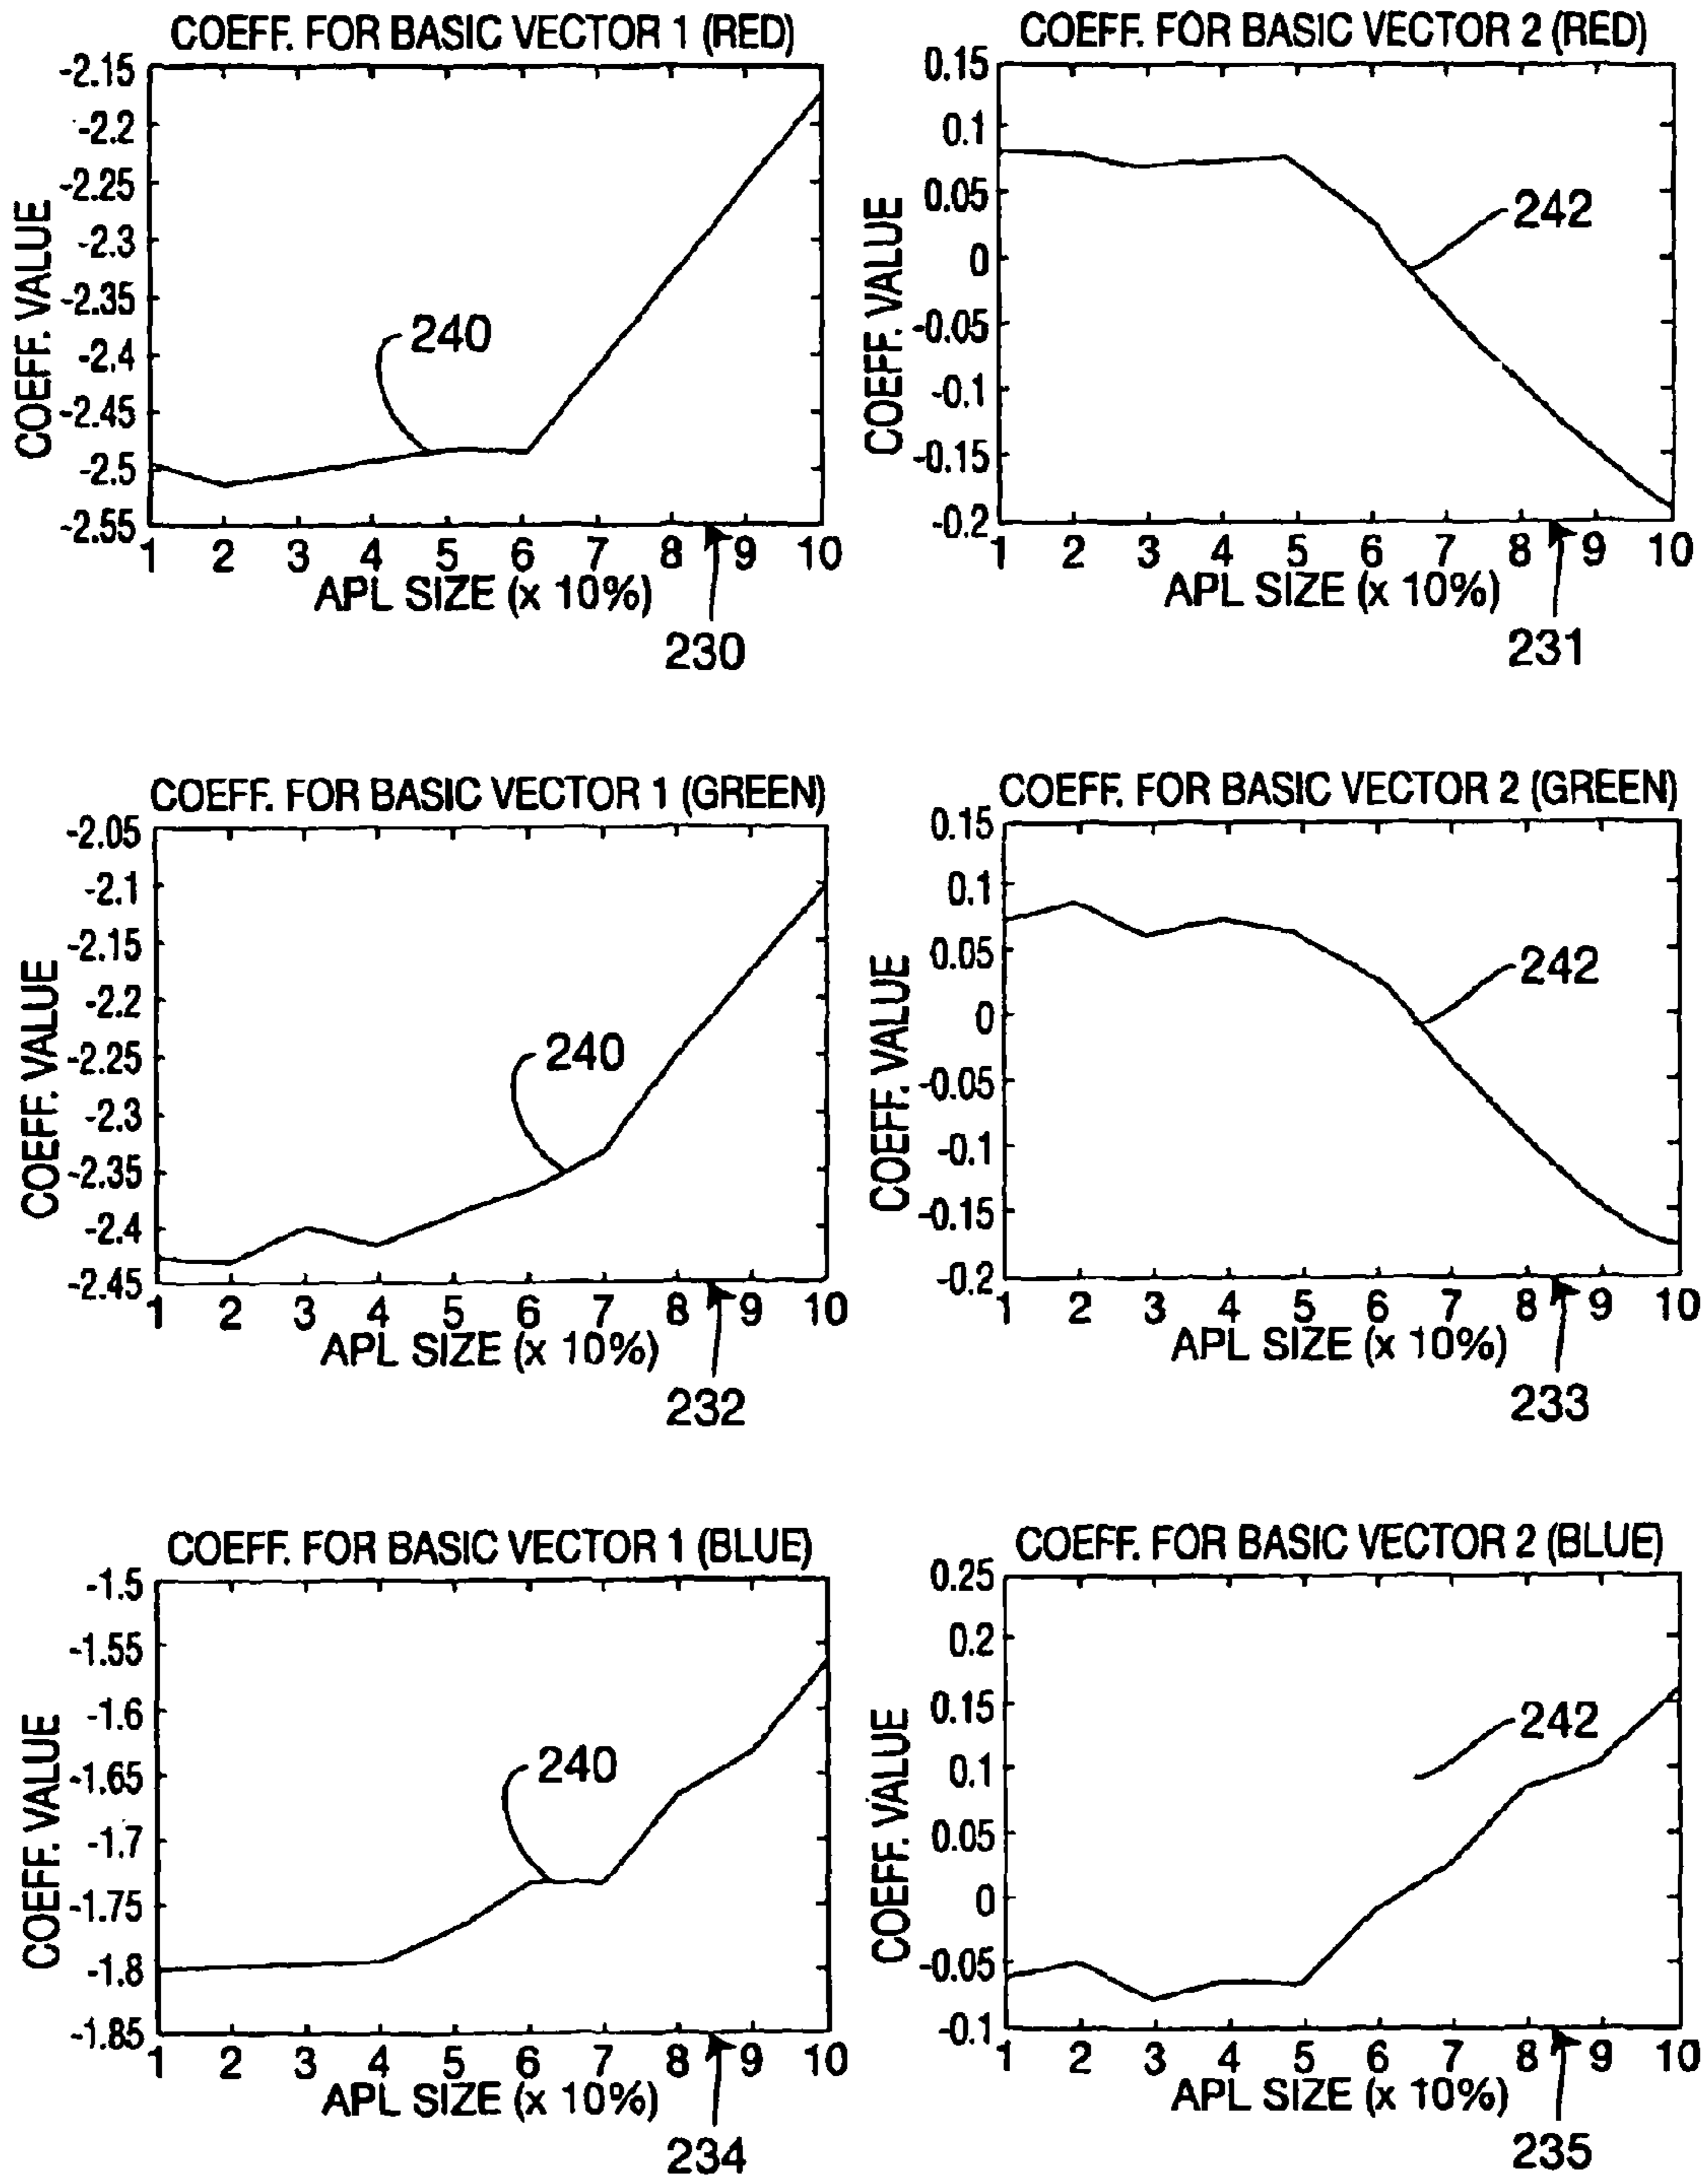 COEFF. FOR BASIC VECTOR 1 (RED)
COEFF. VALUE
-2.15
-2.2
-2.25
-2.3
-2.35
-2.4
-2.45
-2.5
-2.55
240
1 2 3 4 5 6 7 8 9 10
APL SIZE (x 10%)
230
COEFF. FOR BASIC VECTOR 2 (RED)
COEFF. VALUE
0.15
0.1
0.05
0
-0.05
-0.1
-0.15
-0.2
242
1 2 3 4 5 6 7 8 9 10
APL SIZE (x 10%)
231
COEFF. FOR BASIC VECTOR 1 (GREEN)
COEFF. VALUE
-2.05
-2.1
-2.15
-2.2
-2.25
-2.3
-2.35
-2.4
-2.45
240
1 2 3 4 5 6 7 8 9 10
APL SIZE (x 10%)
232
COEFF. FOR BASIC VECTOR 2 (GREEN)
COEFF. VALUE
0.15
0.1
0.05
0
-0.05
-0.1
-0.15
-0.2
242
1 2 3 4 5 6 7 8 9 10
APL SIZE (x 10%)
233
COEFF. FOR BASIC VECTOR 1 (BLUE)
COEFF. VALUE
-1.5
-1.55
-1.6
-1.65
-1.7
-1.75
-1.8
-1.85
240
1 2 3 4 5 6 7 8 9 10
APL SIZE (x 10%)
234
COEFF. FOR BASIC VECTOR 2 (BLUE)
COEFF. VALUE
0.25
0.2
0.15
0.1
0.05
0
-0.05
-0.1
242
1 2 3 4 5 6 7 8 9 10
APL SIZE (x 10%)
235